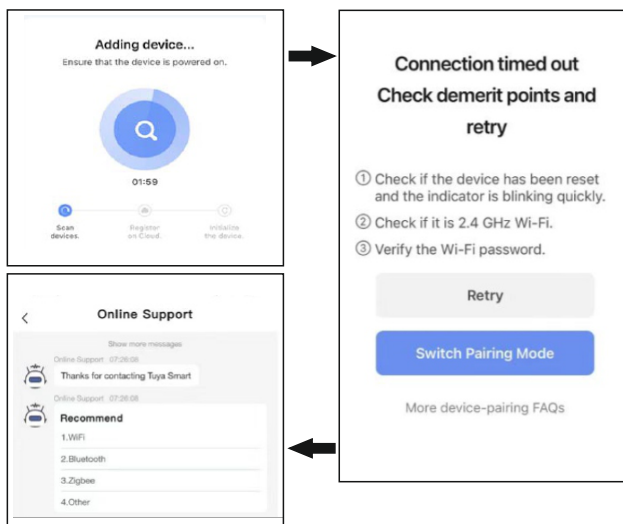 Adding device...
Ensure that the device is powered on.
01:59
Scan
devices.
Register
on Cloud.
Initialize
the device.
Connection timed out
Check demerit points and
retry
① Check if the device has been reset
and the indicator is blinking quickly.
② Check if it is 2.4 GHz Wi-Fi.
③ Verify the Wi-Fi password.
Retry
Switch Pairing Mode
More device-pairing FAQs
< Online Support
Show more messages
Online Support 07:28:08
Thanks for contacting Tuya Smart
Online Support 07:28:08
Recommend
1.WiFi
2.Bluetooth
3.Zigbee
4.Other